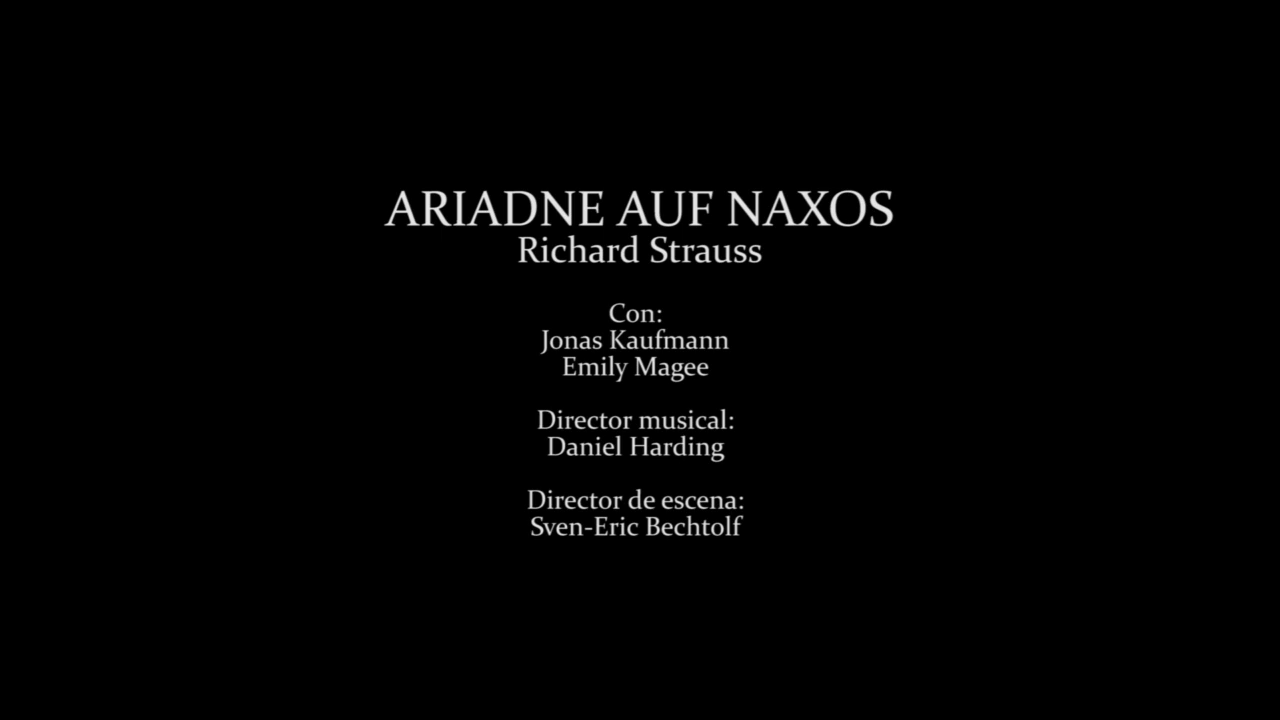 ARIADNE AUF NAXOS
Richard Strauss
Con:
Jonas Kaufmann
Emily Magee
Director musical:
Daniel Harding
Director de escena:
Sven-Eric Bechtolf